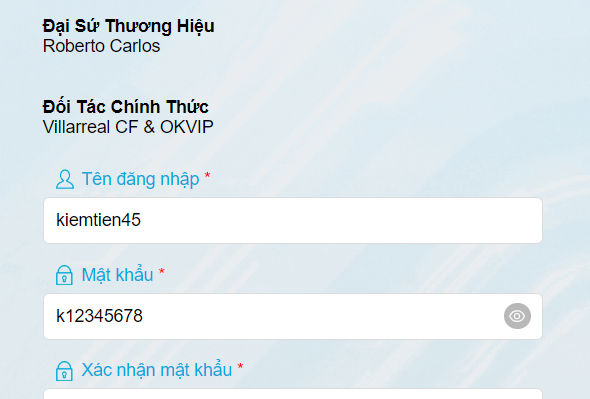 Đại Sứ Thương Hiệu
Roberto Carlos
Đối Tác Chính Thức
Villarreal CF & OKVIP
Tên đăng nhập *
kiemtien45
Mật khẩu *
k12345678
Xác nhận mật khẩu *